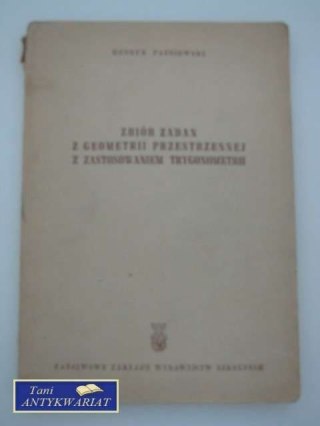 HENRYK PAWŁOWSKI
ZBIÓR ZADAŃ
Z GEOMETRII PRZESTRZENNEJ
Z ZASTOSOWANIEM TRYGONOMETRII
PAŃSTWOWE ZAKŁADY WYDAWNICTW SZKOLNYCH
Tani
ANTYKWARIAT